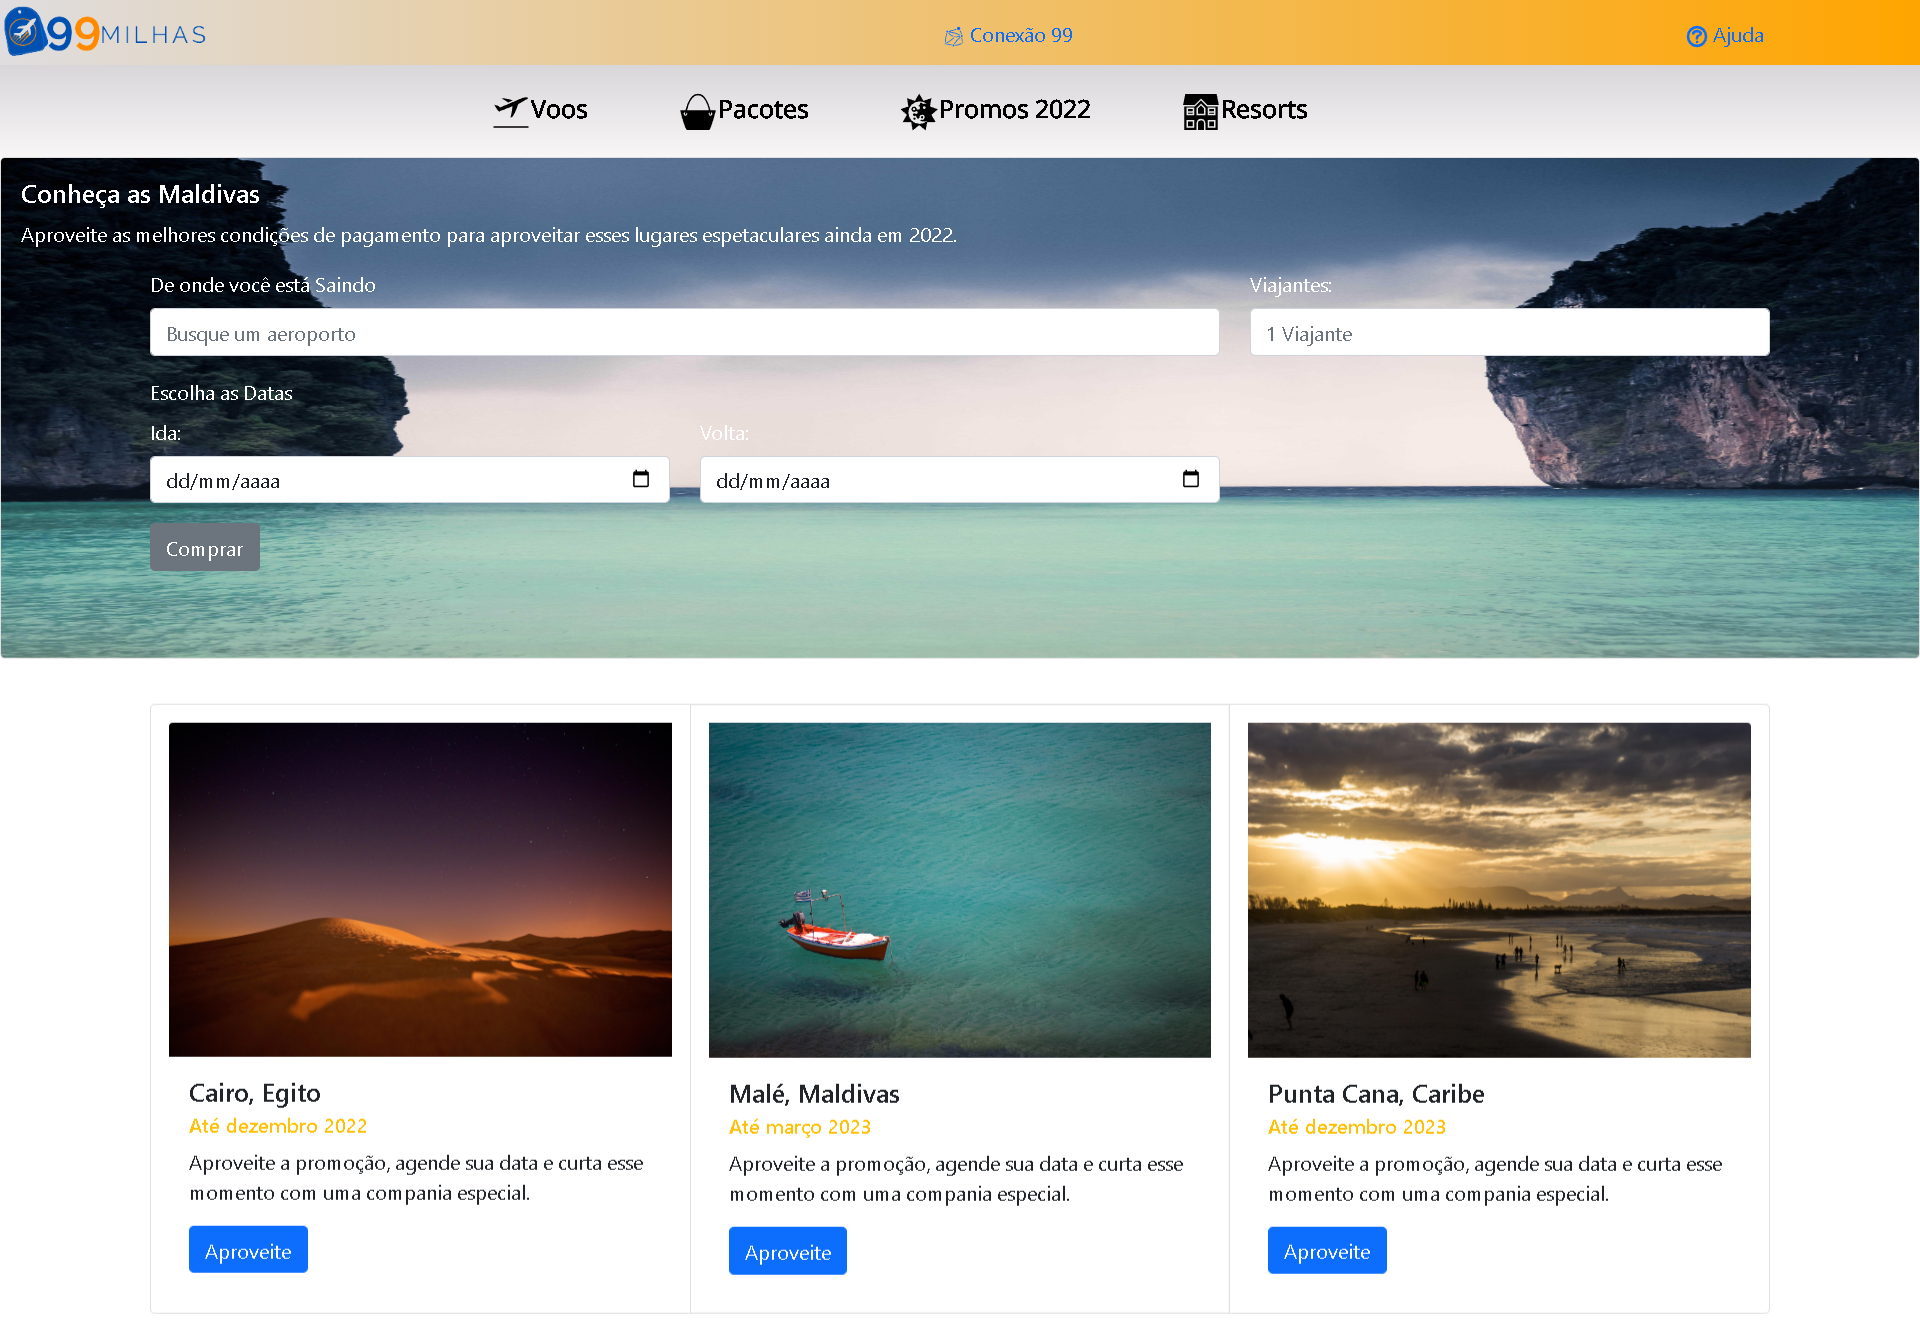 99MILHAS
Conexão 99
Ajuda
Voos
Pacotes
Promos 2022
Resorts
Conheça as Maldivas
Aproveite as melhores condições de pagamento para aproveitar esses lugares espetaculares ainda em 2022.
De onde você está Saindo
Viajantes:
Busque um aeroporto
1 Viajante
Escolha as Datas
Ida:
Volta:
dd/mm/aaaa
dd/mm/aaaa
Comprar
Cairo, Egito
Até dezembro 2022
Aproveite a promoção, agende sua data e curta esse
momento com uma compania especial.
Aproveite
Malé, Maldivas
Até março 2023
Aproveite a promoção, agende sua data e curta esse
momento com uma compania especial.
Aproveite
Punta Cana, Caribe
Até dezembro 2023
Aproveite a promoção, agende sua data e curta esse
momento com uma compania especial.
Aproveite